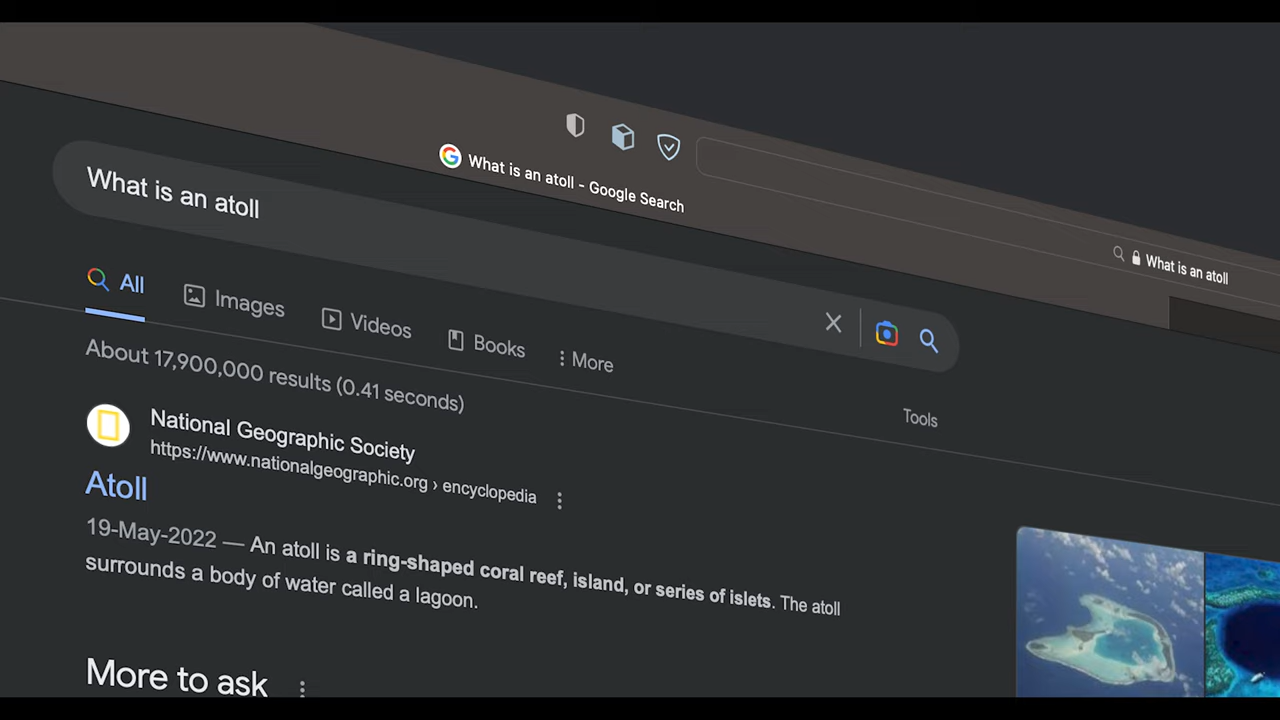 What is an atoll - Google Search
What is an atoll
What is an atoll
All
Images
Videos
Books
More
Tools
About 17,900,000 results (0.41 seconds)
National Geographic Society
https://www.nationalgeographic.org › encyclopedia
Atoll
19-May-2022 — An atoll is a ring-shaped coral reef, island, or series of islets. The atoll
surrounds a body of water called a lagoon.
More to ask